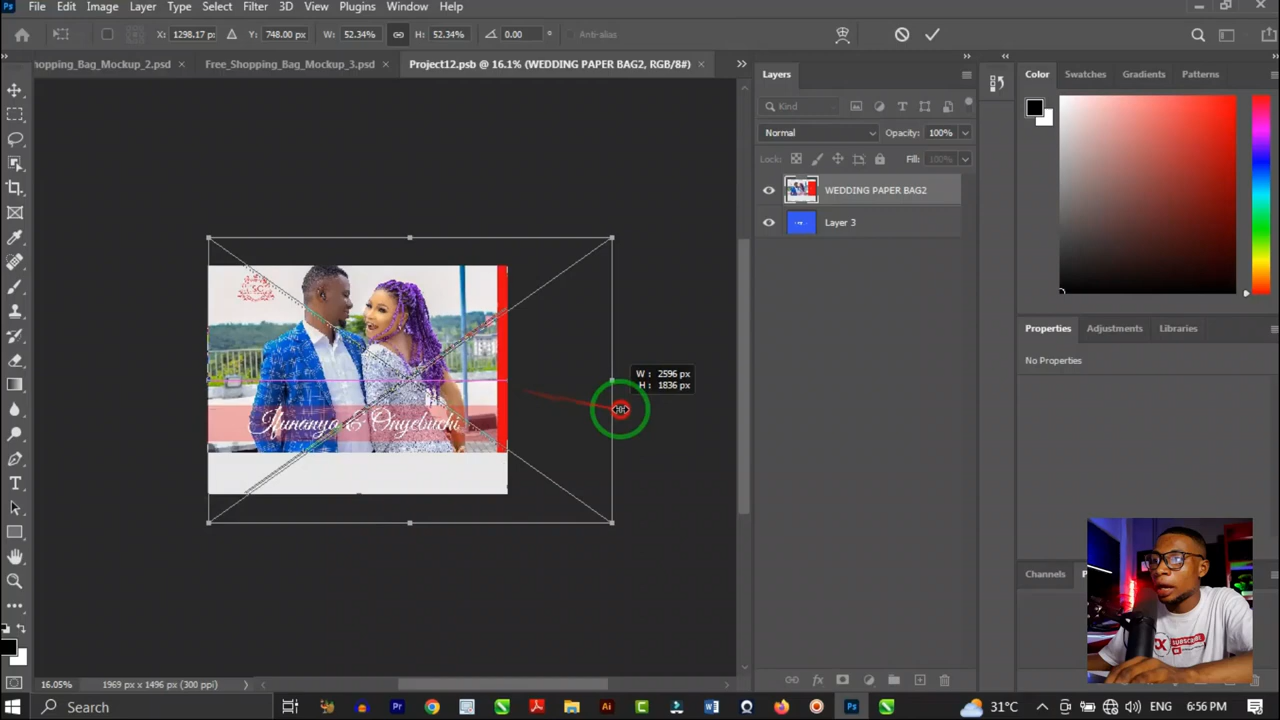 File Edit Image Layer Type Select Filter 3D View Plugins Window Help
X: 1298.17 p: Y: 748.00 px W: 52.34% H: 52.34% 0.00 ° Anti-alias
hopping_Bag_Mockup_2.psd × Free_Shopping_Bag_Mockup_3.psd × Project12.psb @ 16.1% (WEDDING PAPER BAG2, RGB/8#) ×
Layers
Kind
Normal Opacity: 100%
Lock: Fill: 100%
WEDDING PAPER BAG2
Layer 3
Color Swatches Gradients Patterns
Properties Adjustments Libraries
No Properties
Channels P
W : 2596 px
H : 1836 px
Ifunanya & Onyebuchi
SUBSCRIBE
16.05% 1969 px x 1496 px (300 ppi)
Search
31°C ENG 6:56 PM